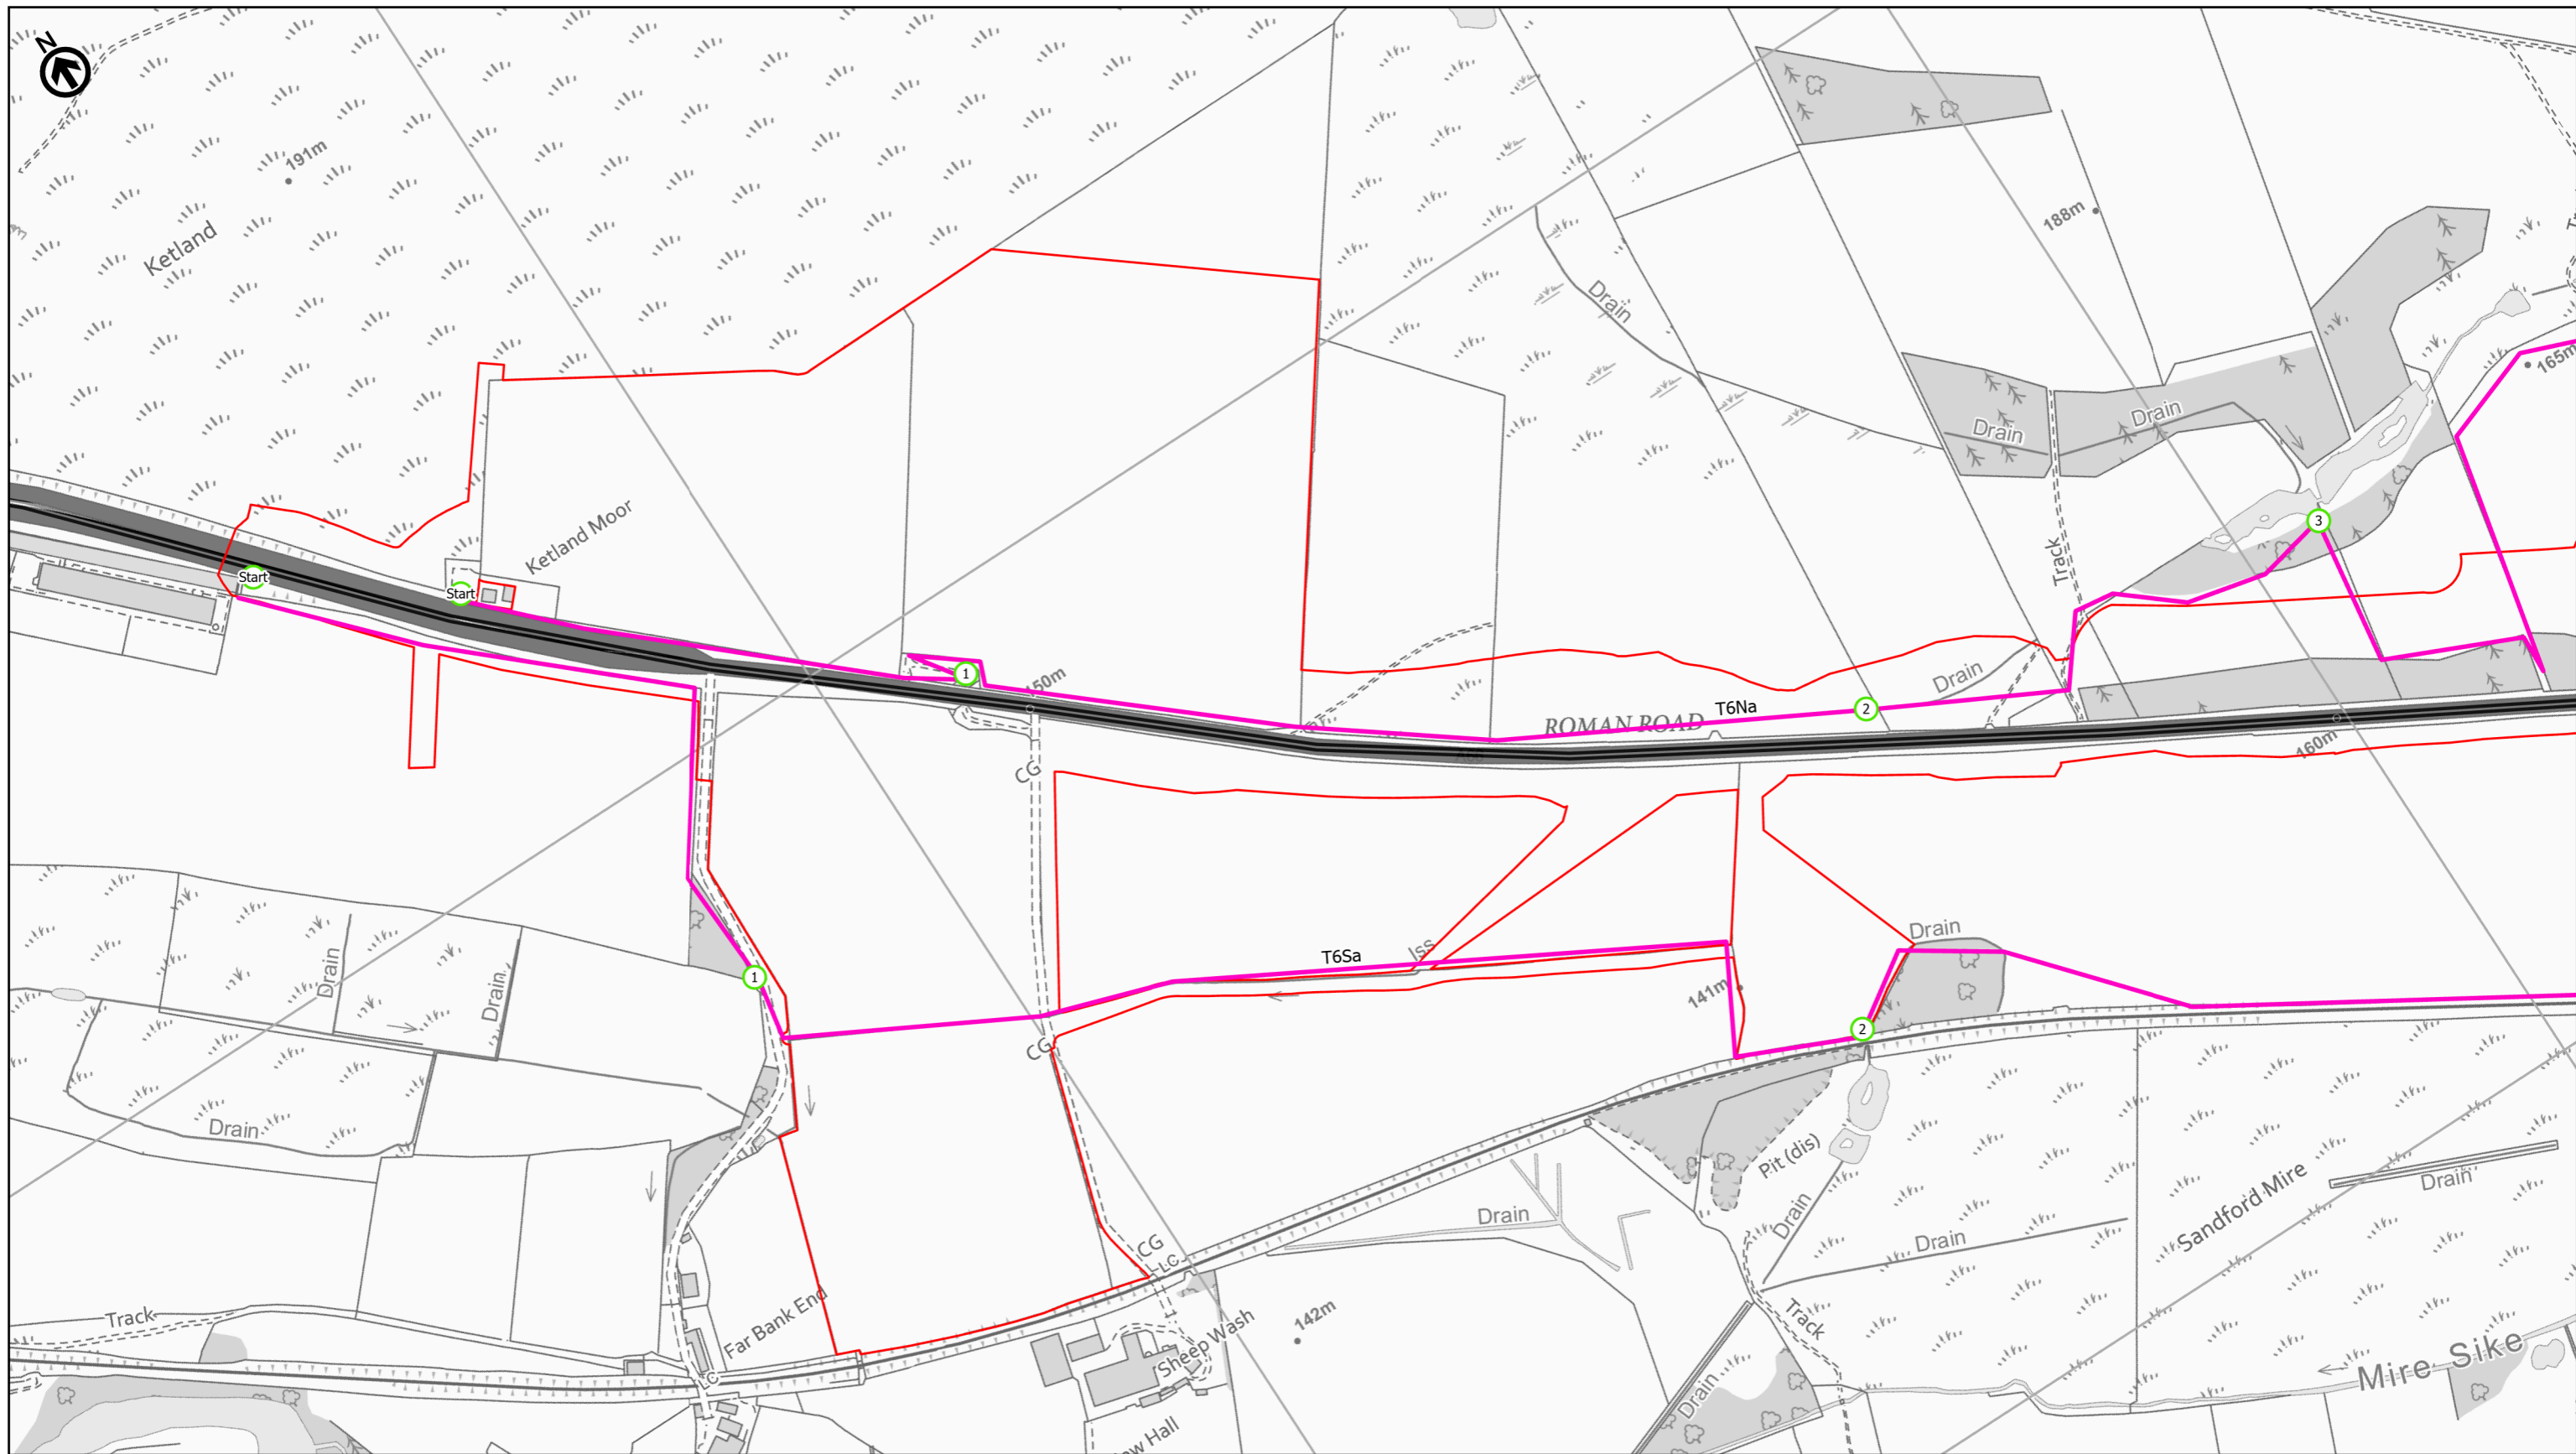 N
191m
Ketland
188m
Drain
165m
Drain
Drain
Ketland Moor
3
Track
Start
Start
1
150m
Drain
T6Na
2
ROMAN ROAD
160m
CG
Drain
Iss
T6Sa
Drain
Drain
1
141m
2
CG
Drain
Pit (dis)
Sandford Mire
Drain
Drain
Drain
Drain
CG
LC
Track
Far Bank End
142m
Sheep Wash
Track
Mire Sike
LC
Drain